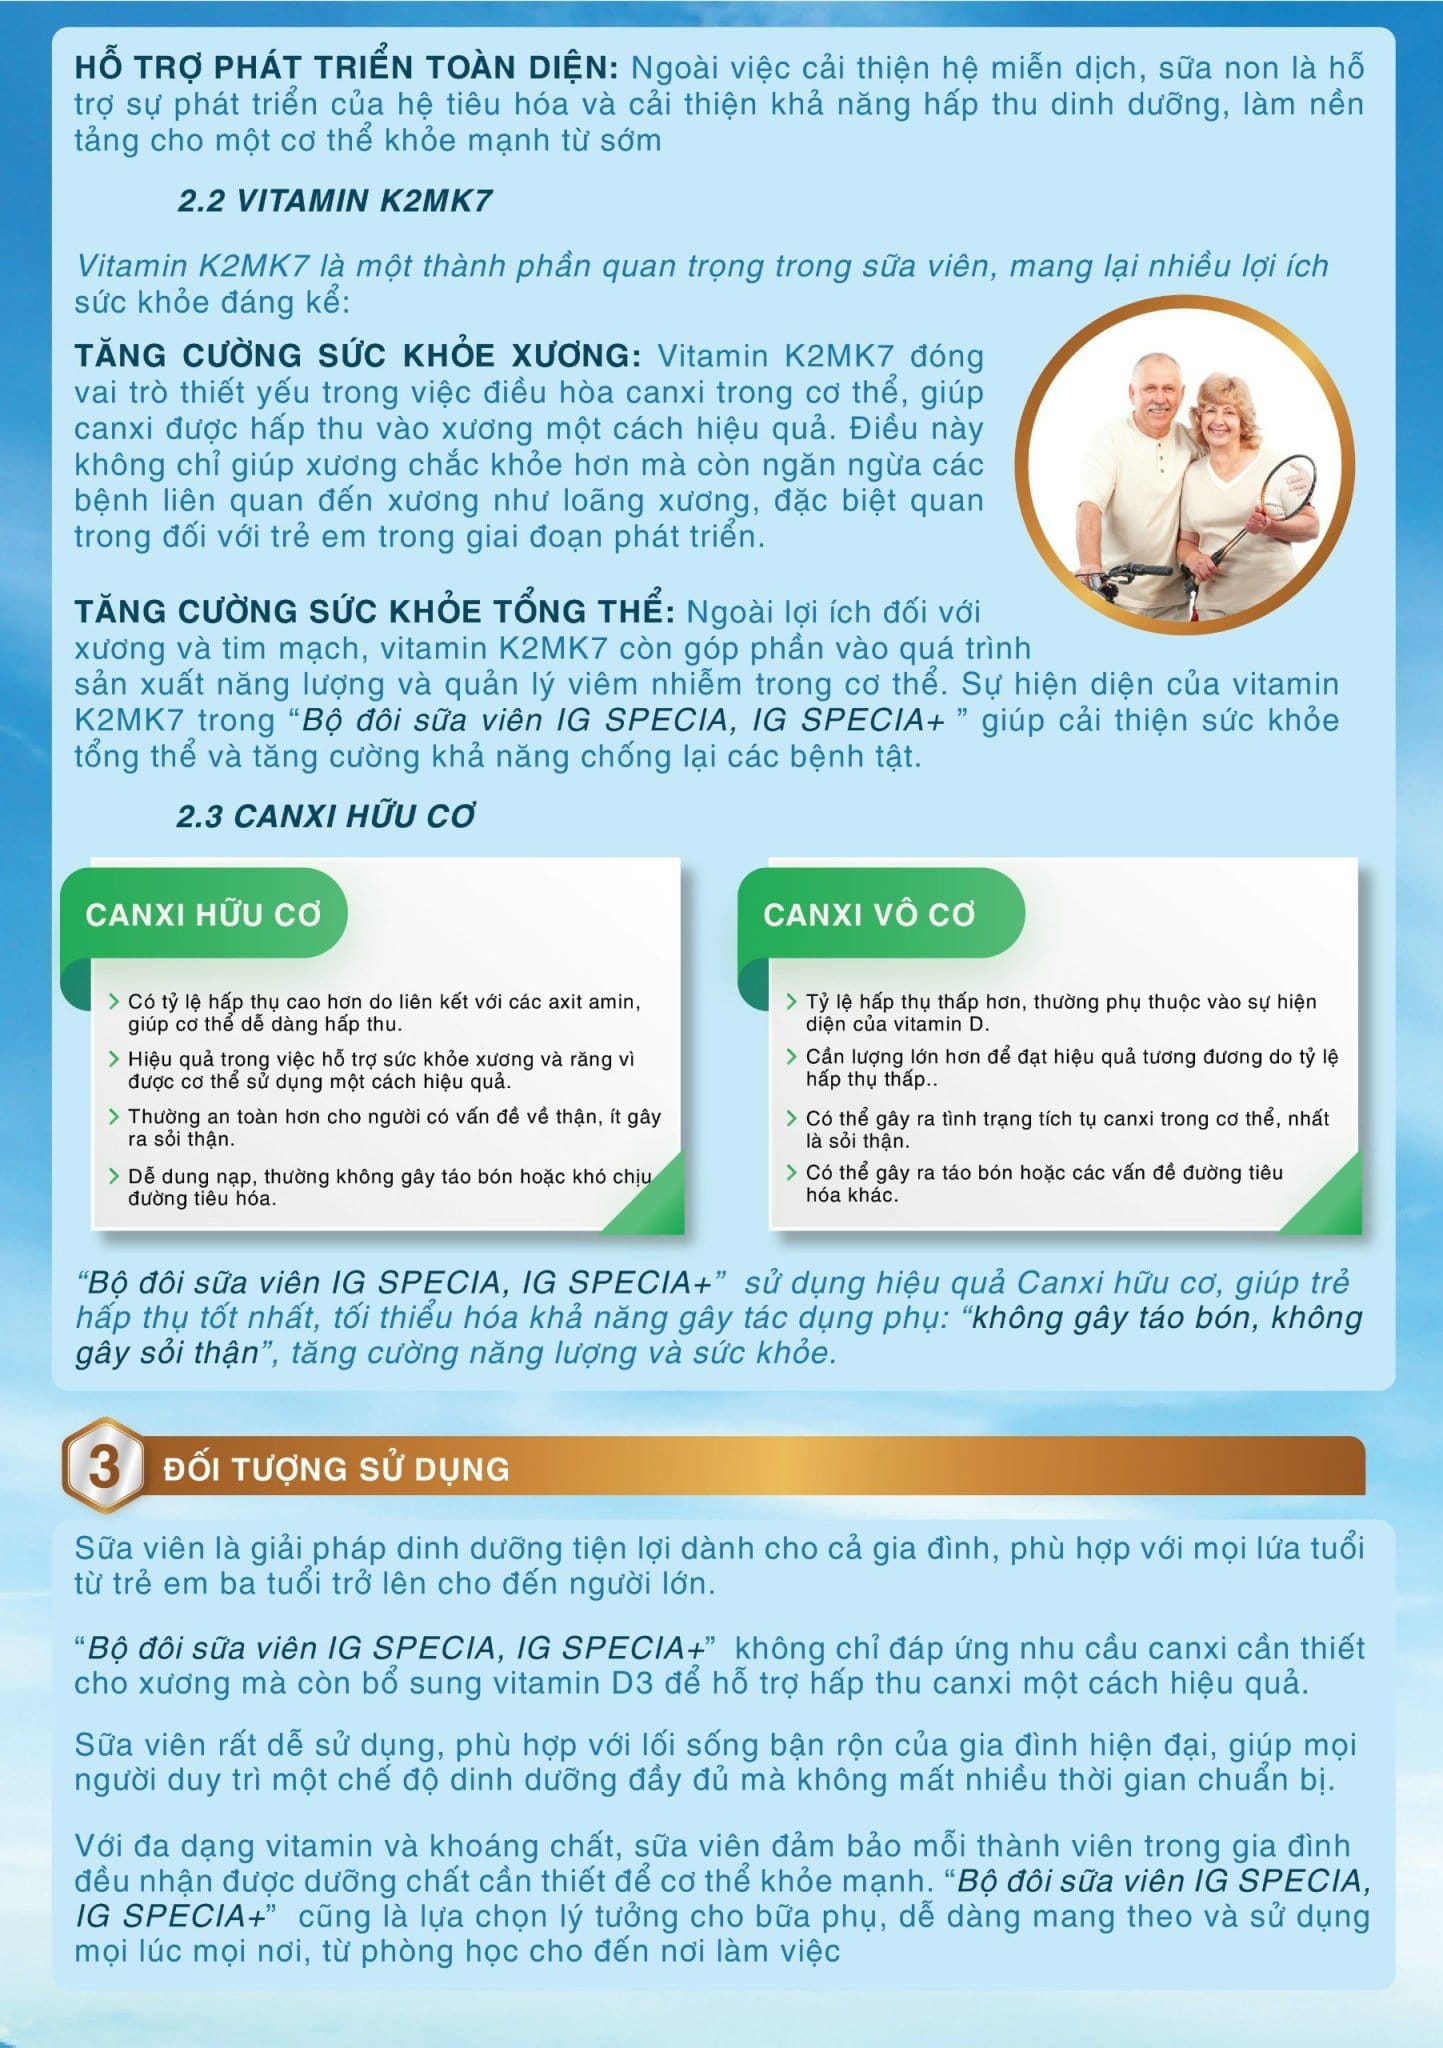 HỖ TRỢ PHÁT TRIỂN TOÀN DIỆN: Ngoài việc cải thiện hệ miễn dịch, sữa non là hỗ
trợ sự phát triển của hệ tiêu hóa và cải thiện khả năng hấp thu dinh dưỡng, làm nền
tảng cho một cơ thể khỏe mạnh từ sớm
2.2 VITAMIN K2MK7
Vitamin K2MK7 là một thành phần quan trọng trong sữa viên, mang lại nhiều lợi ích
sức khỏe đáng kể:
TĂNG CƯỜNG SỨC KHỎE XƯƠNG: Vitamin K2MK7 đóng
vai trò thiết yếu trong việc điều hòa canxi trong cơ thể, giúp
canxi được hấp thu vào xương một cách hiệu quả. Điều này
không chỉ giúp xương chắc khỏe hơn mà còn ngăn ngừa các
bệnh liên quan đến xương như loãng xương, đặc biệt quan
trong đối với trẻ em trong giai đoạn phát triển.
TĂNG CƯỜNG SỨC KHỎE TỔNG THỂ: Ngoài lợi ích đối với
xương và tim mạch, vitamin K2MK7 còn góp phần vào quá trình
sản xuất năng lượng và quản lý viêm nhiễm trong cơ thể. Sự hiện diện của vitamin
K2MK7 trong “Bộ đôi sữa viên IG SPECIA, IG SPECIA+ ” giúp cải thiện sức khỏe
tổng thể và tăng cường khả năng chống lại các bệnh tật.
2.3 CANXI HỮU CƠ
CANXI HỮU CƠ
Có tỷ lệ hấp thụ cao hơn do liên kết với các axit amin,
giúp cơ thể dễ dàng hấp thu.
Hiệu quả trong việc hỗ trợ sức khỏe xương và răng vì
được cơ thể sử dụng một cách hiệu quả.
Thường an toàn hơn cho người có vấn đề về thận, ít gây
ra sỏi thận.
Dễ dung nạp, thường không gây táo bón hoặc khó chịu
đường tiêu hóa.
CANXI VÔ CƠ
Tỷ lệ hấp thụ thấp hơn, thường phụ thuộc vào sự hiện
diện của vitamin D.
Cần lượng lớn hơn để đạt hiệu quả tương đương do tỷ lệ
hấp thụ thấp..
Có thể gây ra tình trạng tích tụ canxi trong cơ thể, nhất
là sỏi thận.
Có thể gây ra táo bón hoặc các vấn đề đường tiêu
hóa khác.
“Bộ đôi sữa viên IG SPECIA, IG SPECIA+” sử dụng hiệu quả Canxi hữu cơ, giúp trẻ
hấp thụ tốt nhất, tối thiểu hóa khả năng gây tác dụng phụ: “không gây táo bón, không
gây sỏi thận”, tăng cường năng lượng và sức khỏe.
3 ĐỐI TƯỢNG SỬ DỤNG
Sữa viên là giải pháp dinh dưỡng tiện lợi dành cho cả gia đình, phù hợp với mọi lứa tuổi
từ trẻ em ba tuổi trở lên cho đến người lớn.
“Bộ đôi sữa viên IG SPECIA, IG SPECIA+” không chỉ đáp ứng nhu cầu canxi cần thiết
cho xương mà còn bổ sung vitamin D3 để hỗ trợ hấp thu canxi một cách hiệu quả.
Sữa viên rất dễ sử dụng, phù hợp với lối sống bận rộn của gia đình hiện đại, giúp mọi
người duy trì một chế độ dinh dưỡng đầy đủ mà không mất nhiều thời gian chuẩn bị.
Với đa dạng vitamin và khoáng chất, sữa viên đảm bảo mỗi thành viên trong gia đình
đều nhận được dưỡng chất cần thiết để cơ thể khỏe mạnh. “Bộ đôi sữa viên IG SPECIA,
IG SPECIA+” cũng là lựa chọn lý tưởng cho bữa phụ, dễ dàng mang theo và sử dụng
mọi lúc mọi nơi, từ phòng học cho đến nơi làm việc